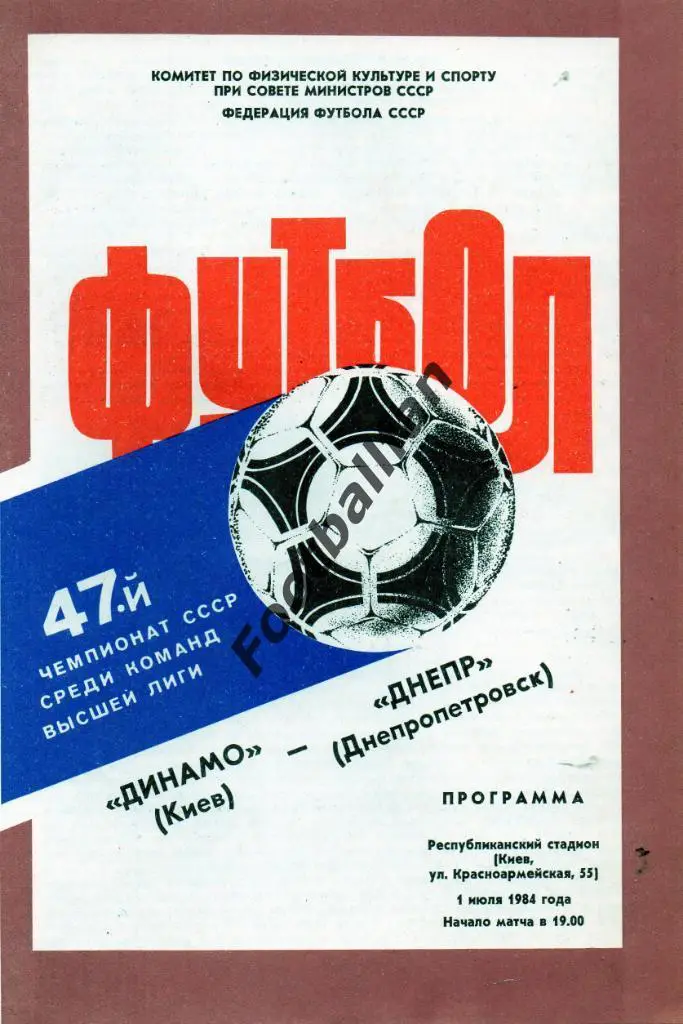 КОМИТЕТ ПО ФИЗИЧЕСКОЙ КУЛЬТУРЕ И СПОРТУ
ПРИ СОВЕТЕ МИНИСТРОВ СССР
ФЕДЕРАЦИЯ ФУТБОЛА СССР
ФУТБОЛ
Footballfan
47-Й
ЧЕМПИОНАТ СССР
СРЕДИ КОМАНД
ВЫСШЕЙ ЛИГИ
«ДИНАМО» — «ДНЕПР»
(Киев) (Днепропетровск)
ПРОГРАММА
Республиканский стадион
(Киев,
ул. Красноармейская, 55)
1 июля 1984 года
Начало матча в 19.00